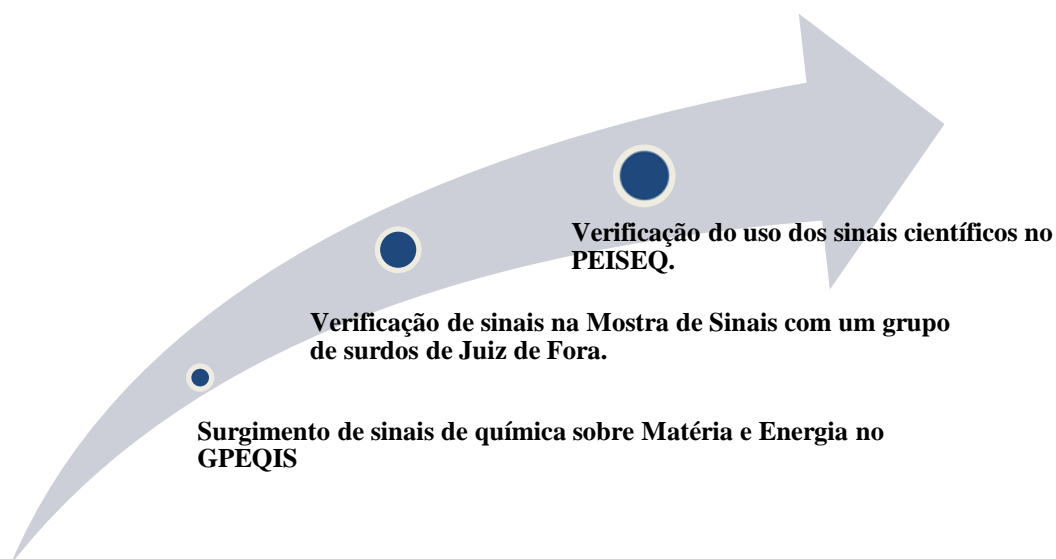 Verificação do uso dos sinais científicos no
PEISEQ.
Verificação de sinais na Mostra de Sinais com um grupo
de surdos de Juiz de Fora.
Surgimento de sinais de química sobre Matéria e Energia no
GPEQIS